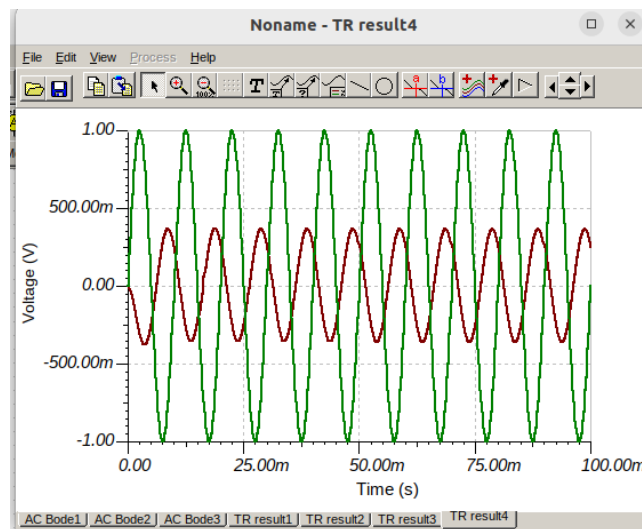 Noname - TR result4
File Edit View Process Help
100%
T
a
b
1.00
500.00m
0.00
-500.00m
-1.00
Voltage (V)
0.00 25.00m 50.00m 75.00m 100.00m
Time (s)
AC Bode1 AC Bode2 AC Bode3 TR result1 TR result2 TR result3 TR result4